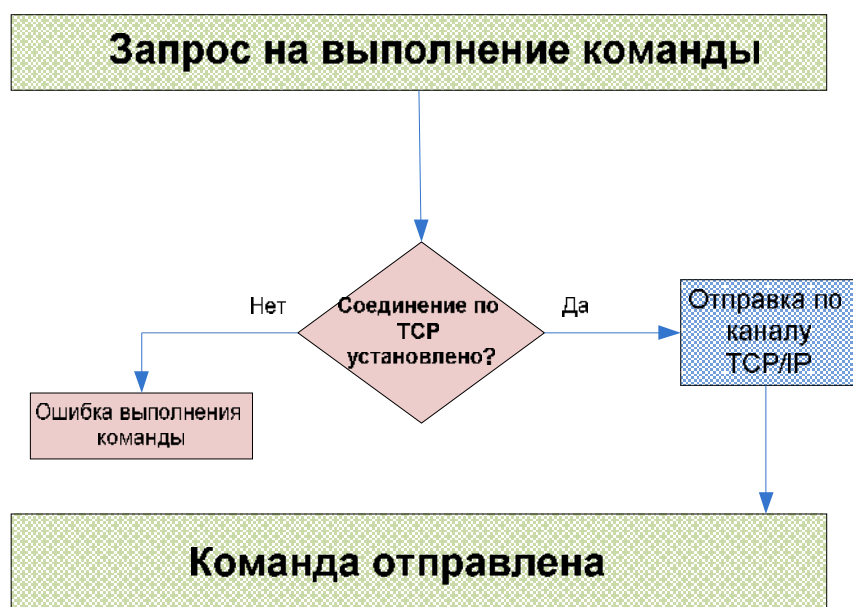 Запрос на выполнение команды
Нет
Соединение по
TCP
установлено?
Да
Отправка по
каналу
TCP/IP
Ошибка выполнения
команды
Команда отправлена